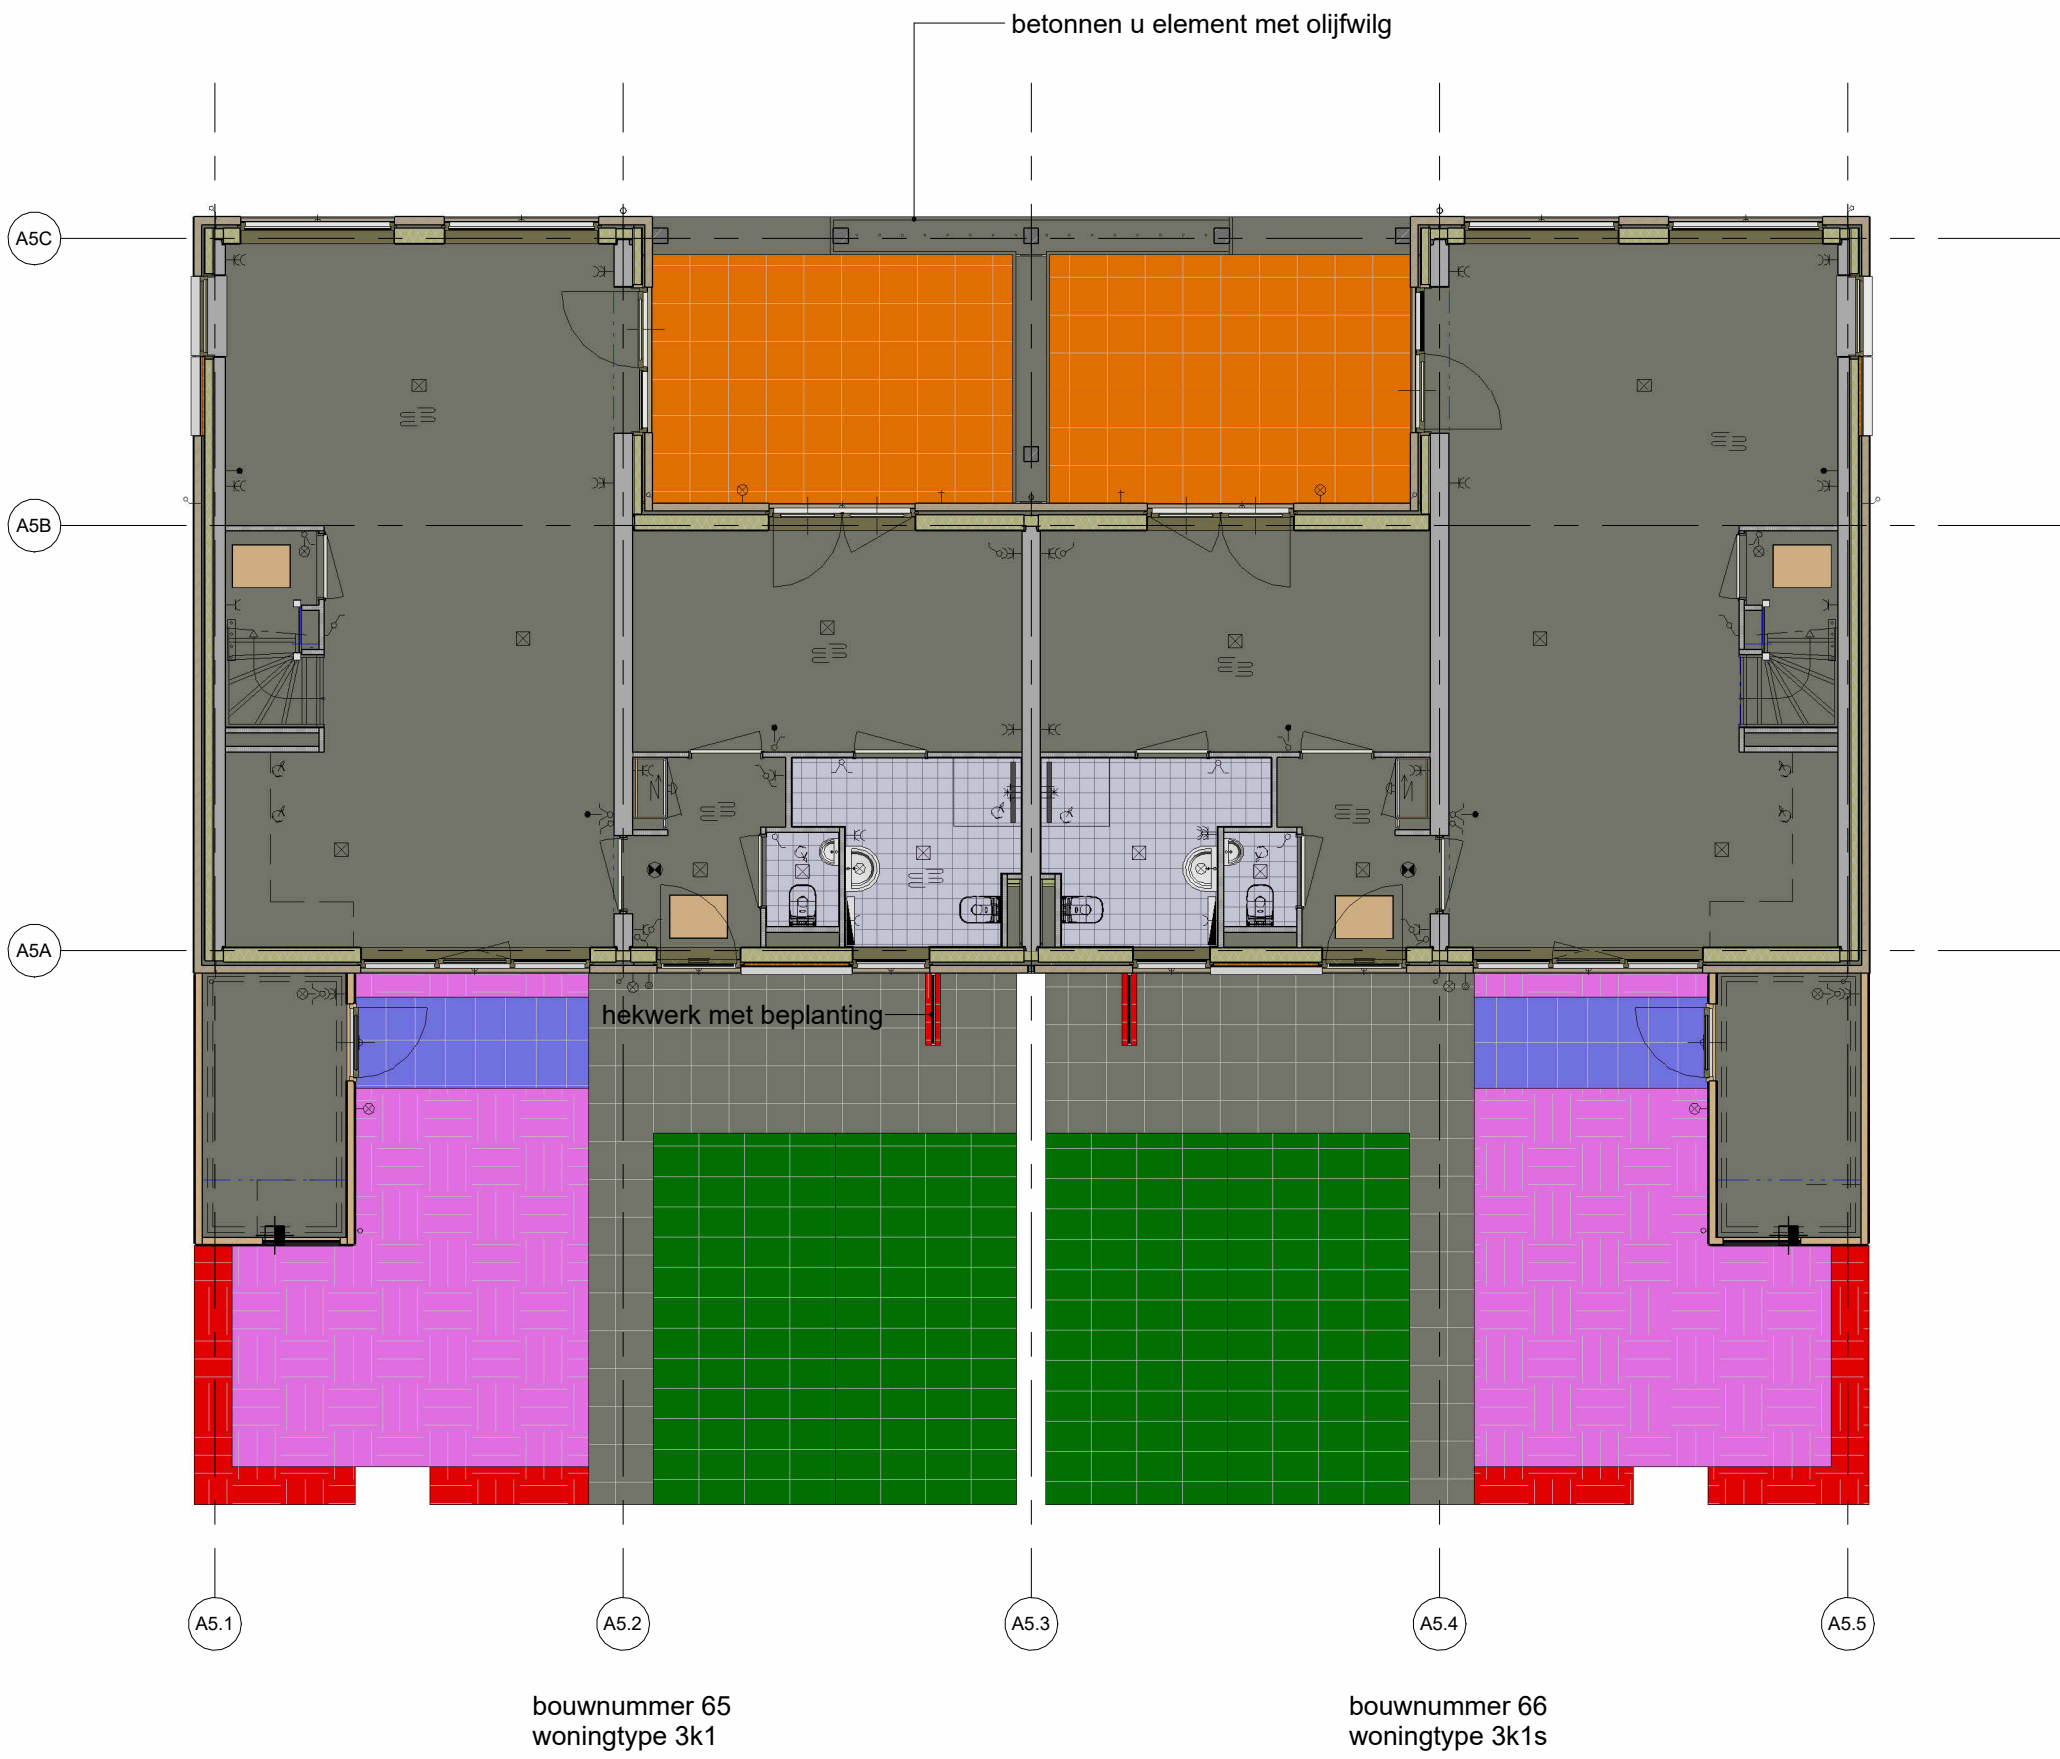 betonnen u element met olijfwilg
A5C
A5B
A5A
hekwerk met beplanting
A5.1
A5.2
A5.3
A5.4
A5.5
bouwnummer 65
woningtype 3k1
bouwnummer 66
woningtype 3k1s